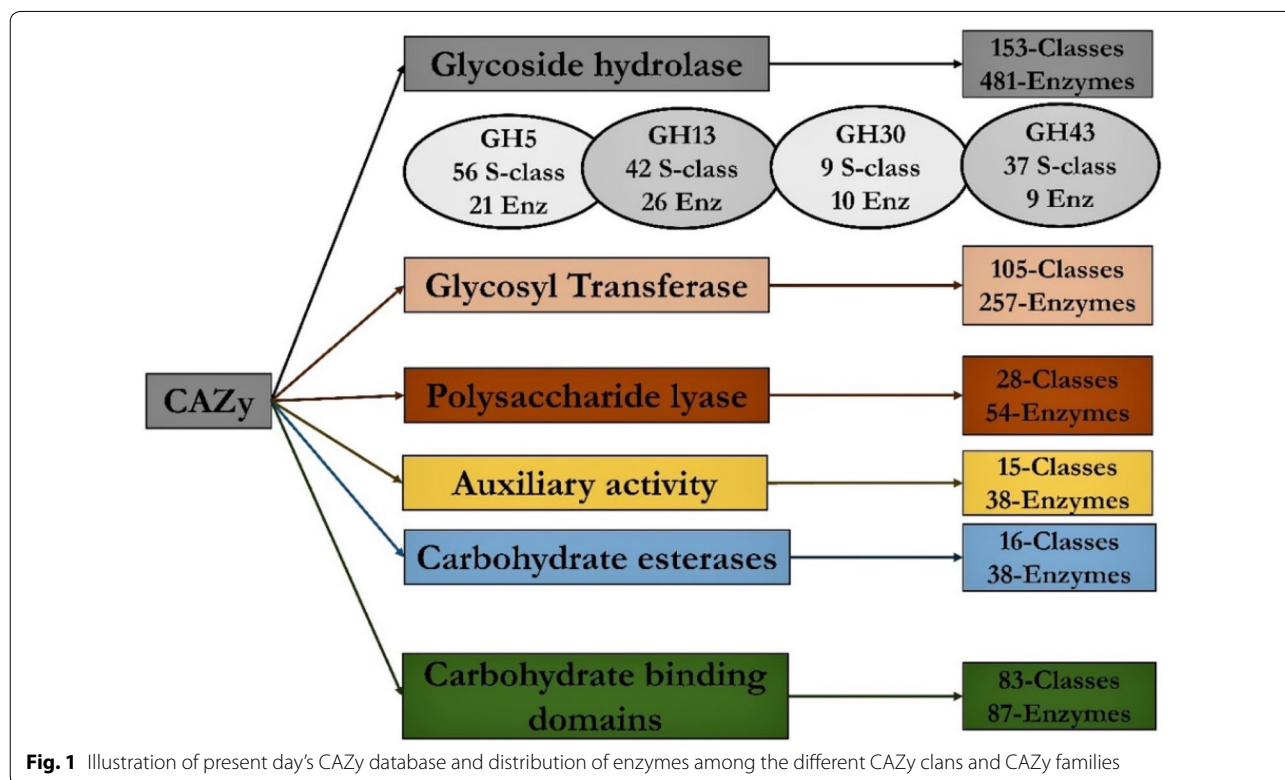 Glycoside hydrolase
153-Classes
481-Enzymes
GH5
56 S-class
21 Enz
GH13
42 S-class
26 Enz
GH30
9 S-class
10 Enz
GH43
37 S-class
9 Enz
Glycosyl Transferase
105-Classes
257-Enzymes
CAZy
Polysaccharide lyase
28-Classes
54-Enzymes
Auxiliary activity
15-Classes
38-Enzymes
Carbohydrate esterases
16-Classes
38-Enzymes
Carbohydrate binding
domains
83-Classes
87-Enzymes
Fig. 1 Illustration of present day's CAZy database and distribution of enzymes among the different CAZy clans and CAZy families